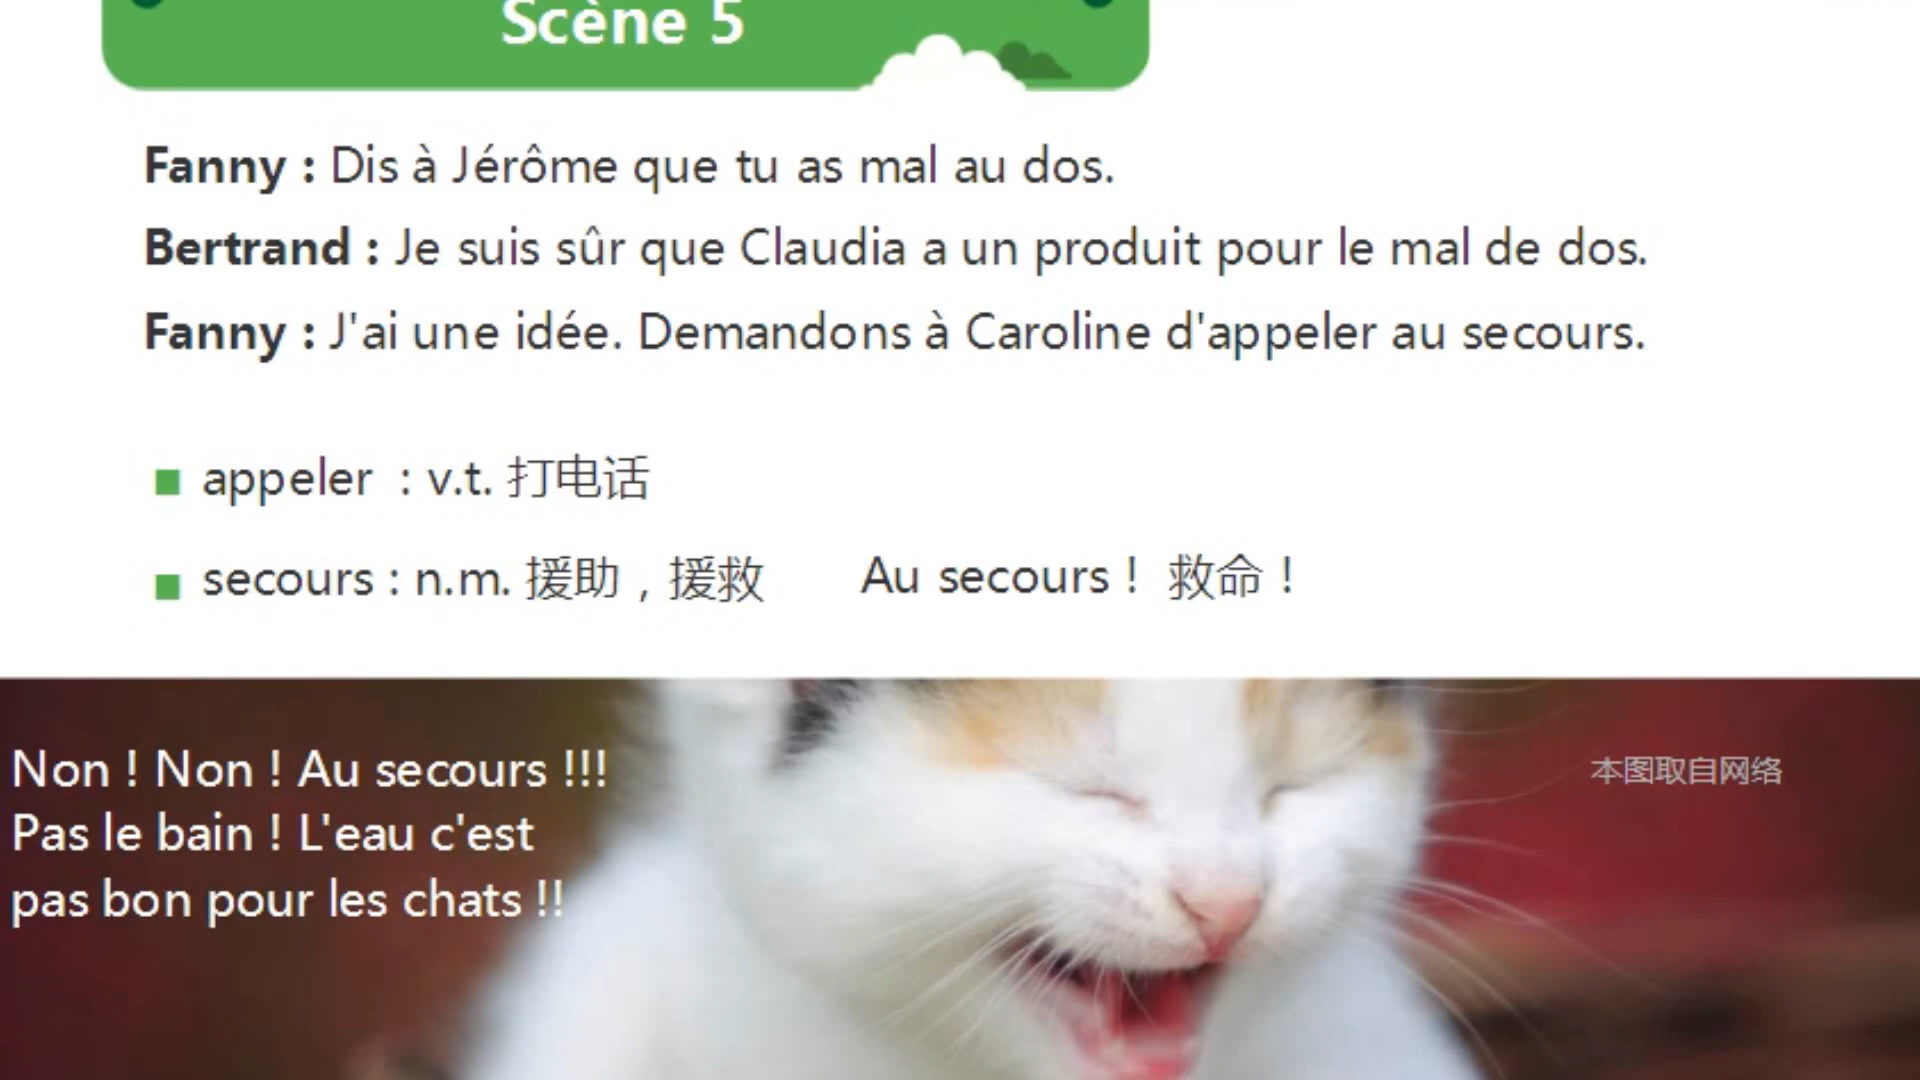 Scène 5
Fanny : Dis à Jérôme que tu as mal au dos.
Bertrand : Je suis sûr que Claudia a un produit pour le mal de dos.
Fanny : J'ai une idée. Demandons à Caroline d'appeler au secours.
appeler : v.t. 打电话
secours : n.m. 援助，援救 Au secours ! 救命！
Non ! Non ! Au secours !!!
Pas le bain ! L'eau c'est
pas bon pour les chats !!
本图取自网络